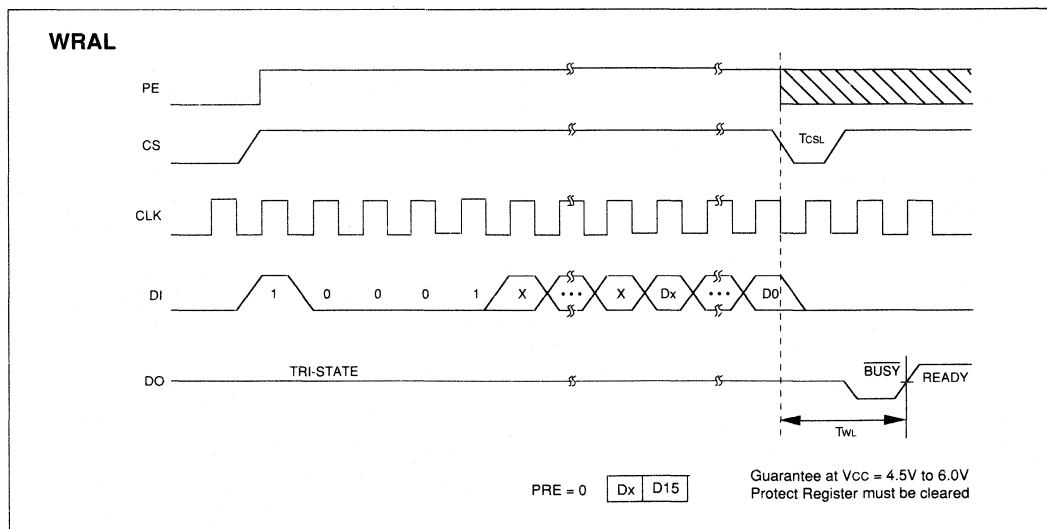 WRAL
PE
CS
TCSL
CLK
DI
1 0 0 0 1 X ••• X Dx ••• D0
DO
TRI-STATE
BUSY
READY
TWL
PRE = 0
Dx D15
Guarantee at VCC = 4.5V to 6.0V
Protect Register must be cleared